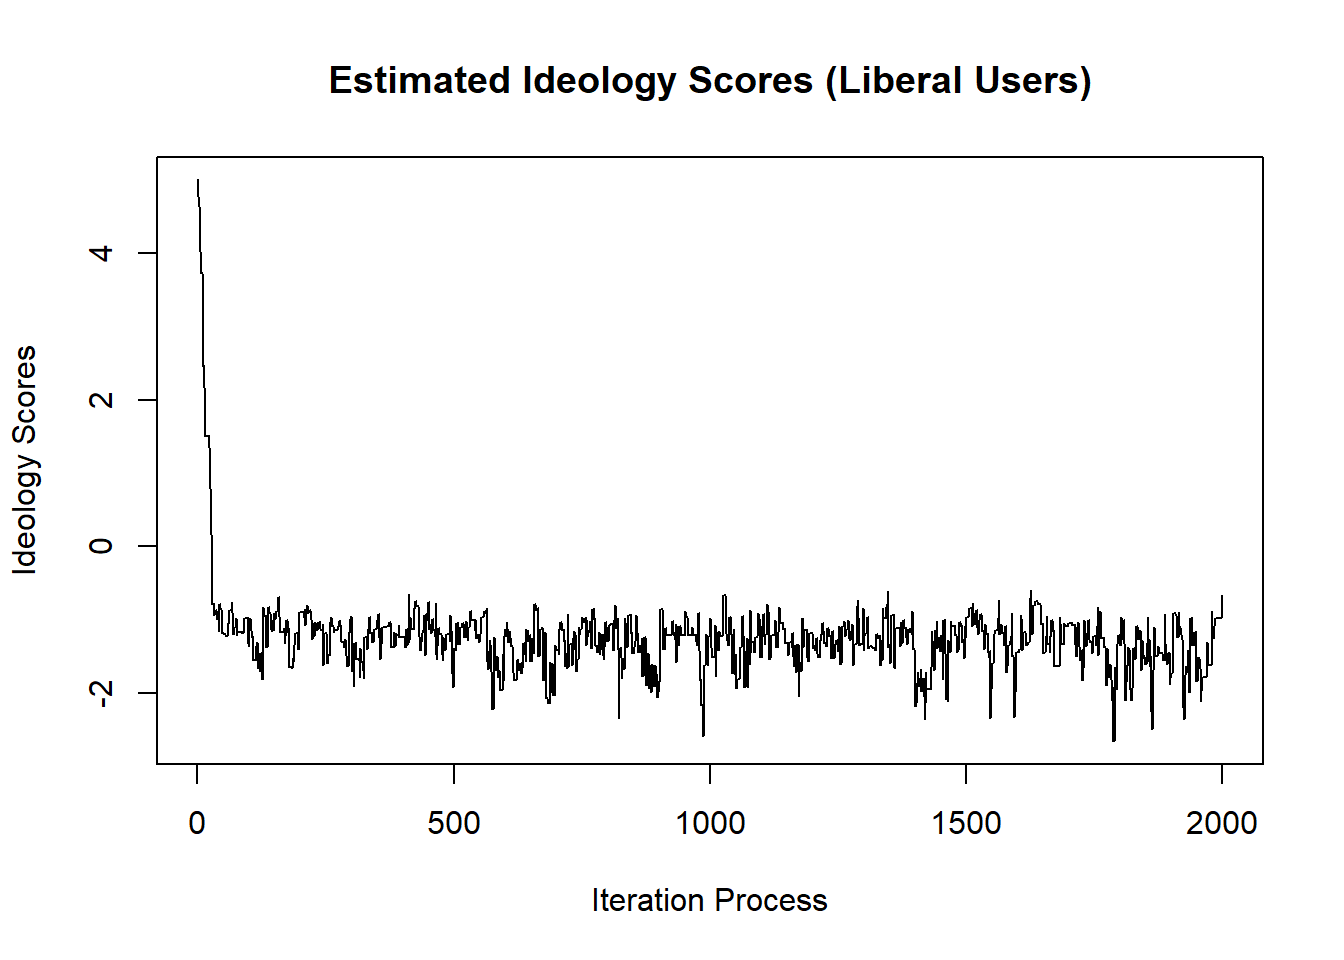 Estimated Ideology Scores (Liberal Users)
4
2
0
-2
Ideology Scores
0 500 1000 1500 2000
Iteration Process